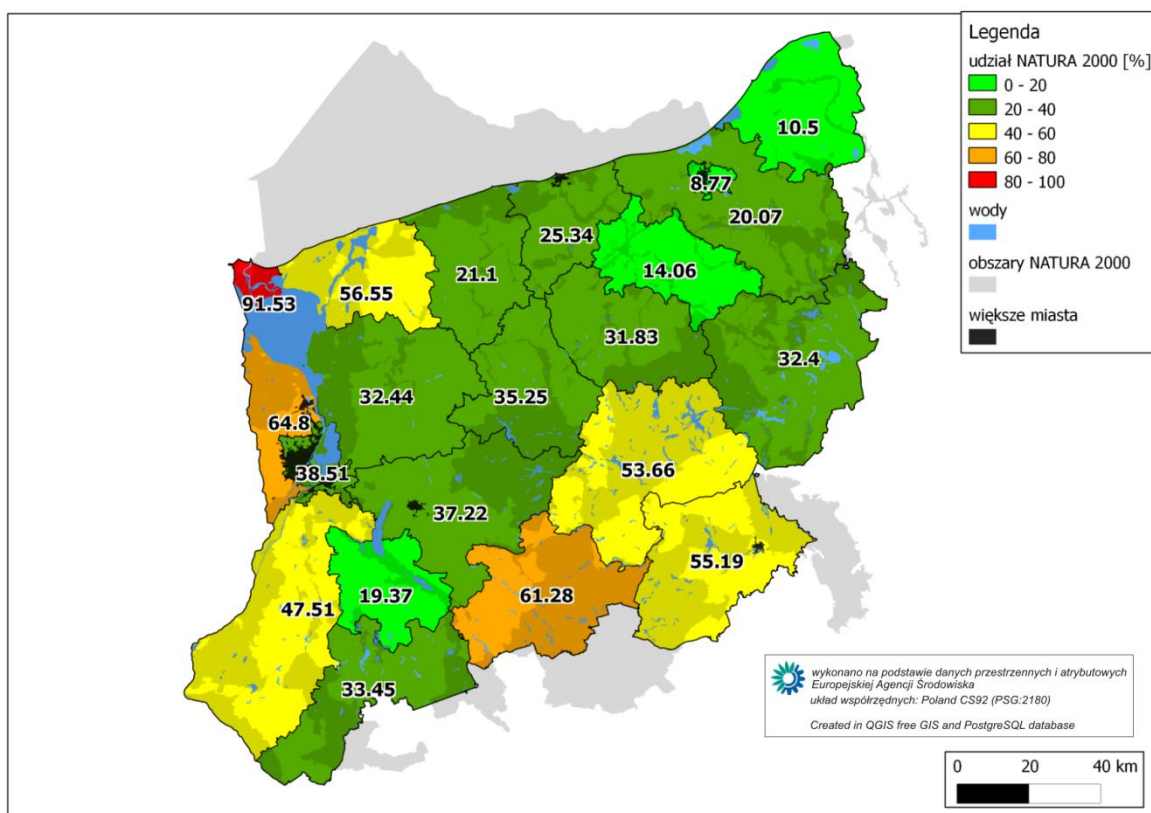 Legenda
udział NATURA 2000 [%]
0 - 20
20 - 40
40 - 60
60 - 80
80 - 100
wody
obszary NATURA 2000
większe miasta
10.5
8.77
20.07
25.34
14.06
21.1
56.55
91.53
31.83
32.4
32.44
35.25
64.8
38.51
53.66
37.22
55.19
19.37
61.28
47.51
33.45
wykonano na podstawie danych przestrzennych i atrybutowych
Europejskiej Agencji Środowiska
układ współrzędnych: Poland CS92 (PSG:2180)
Created in QGIS free GIS and PostgreSQL database
0 20 40 km